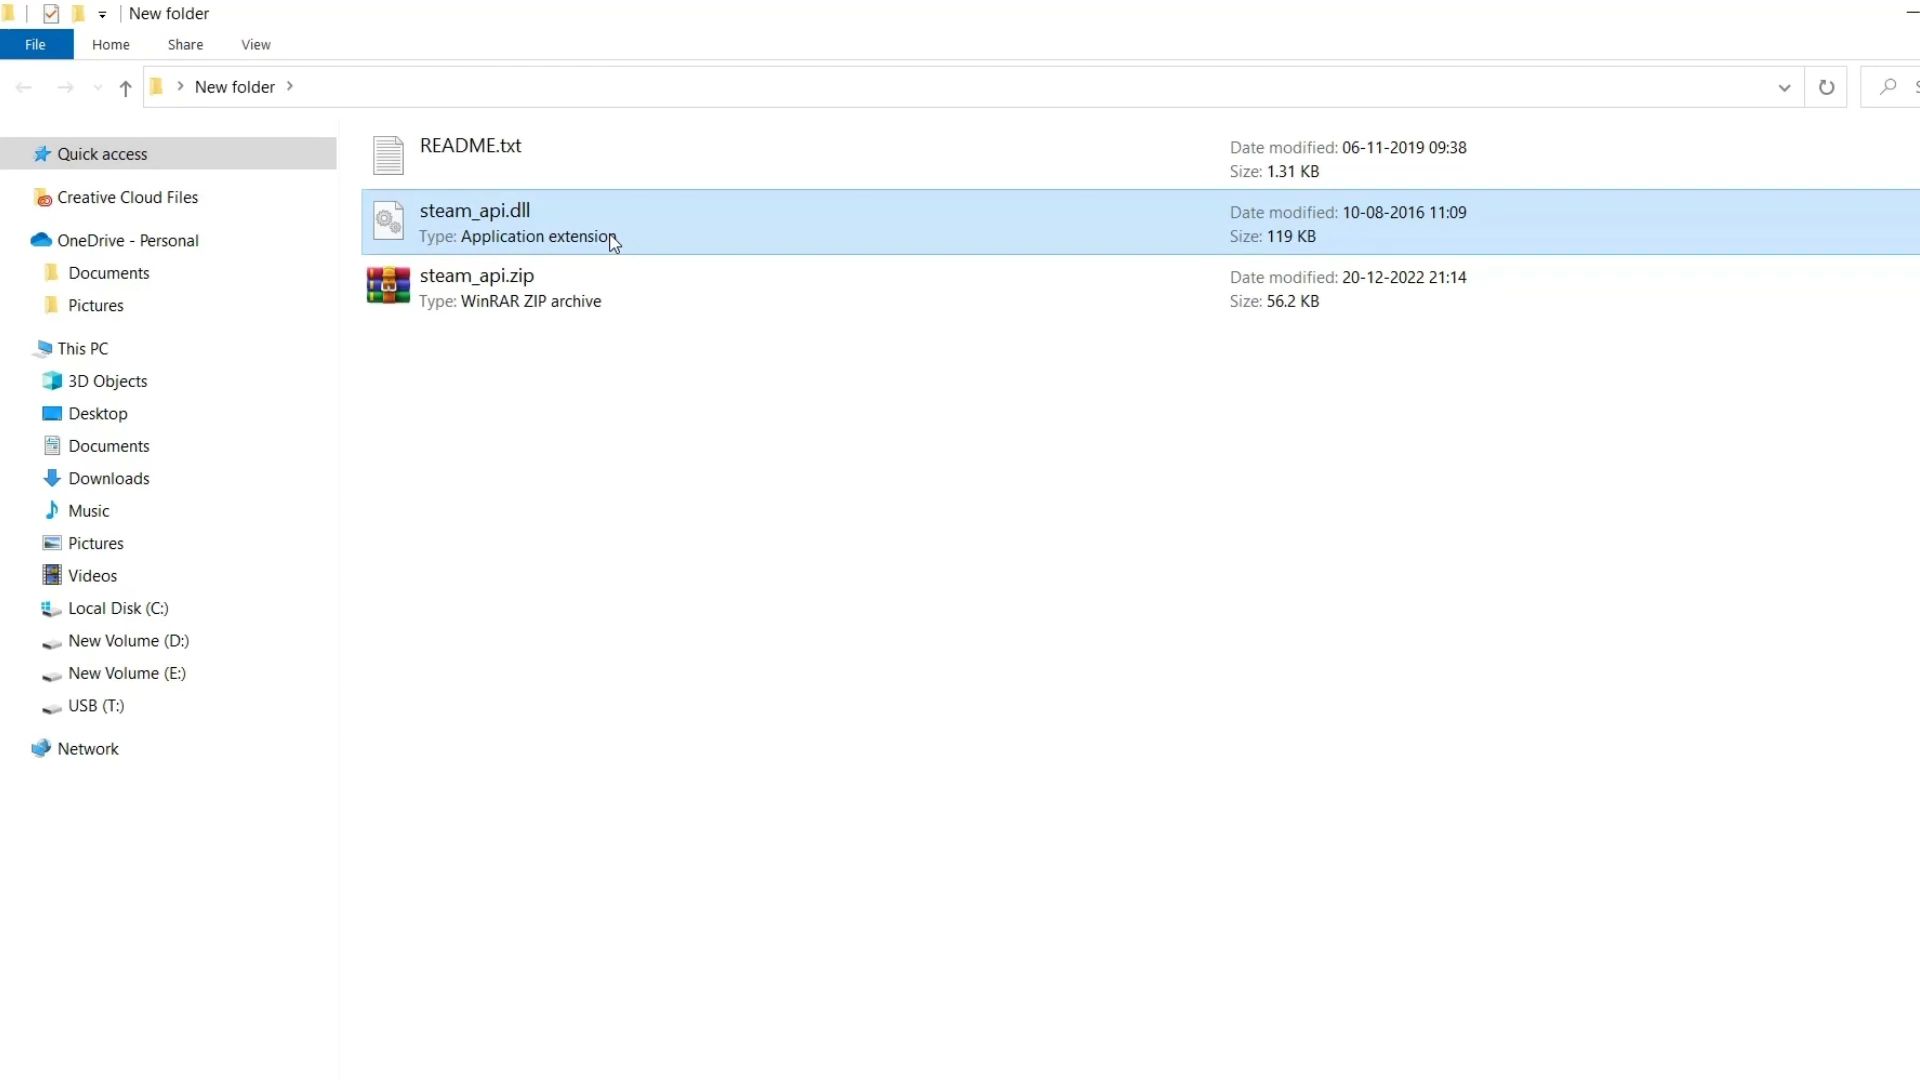 New folder
File Home Share View
New folder
Quick access
Creative Cloud Files
OneDrive - Personal
Documents
Pictures
This PC
3D Objects
Desktop
Documents
Downloads
Music
Pictures
Videos
Local Disk (C:)
New Volume (D:)
New Volume (E:)
USB (T:)
Network
README.txt
Date modified: 06-11-2019 09:38
Size: 1.31 KB
steam_api.dll
Type: Application extension
Date modified: 10-08-2016 11:09
Size: 119 KB
steam_api.zip
Type: WinRAR ZIP archive
Date modified: 20-12-2022 21:14
Size: 56.2 KB